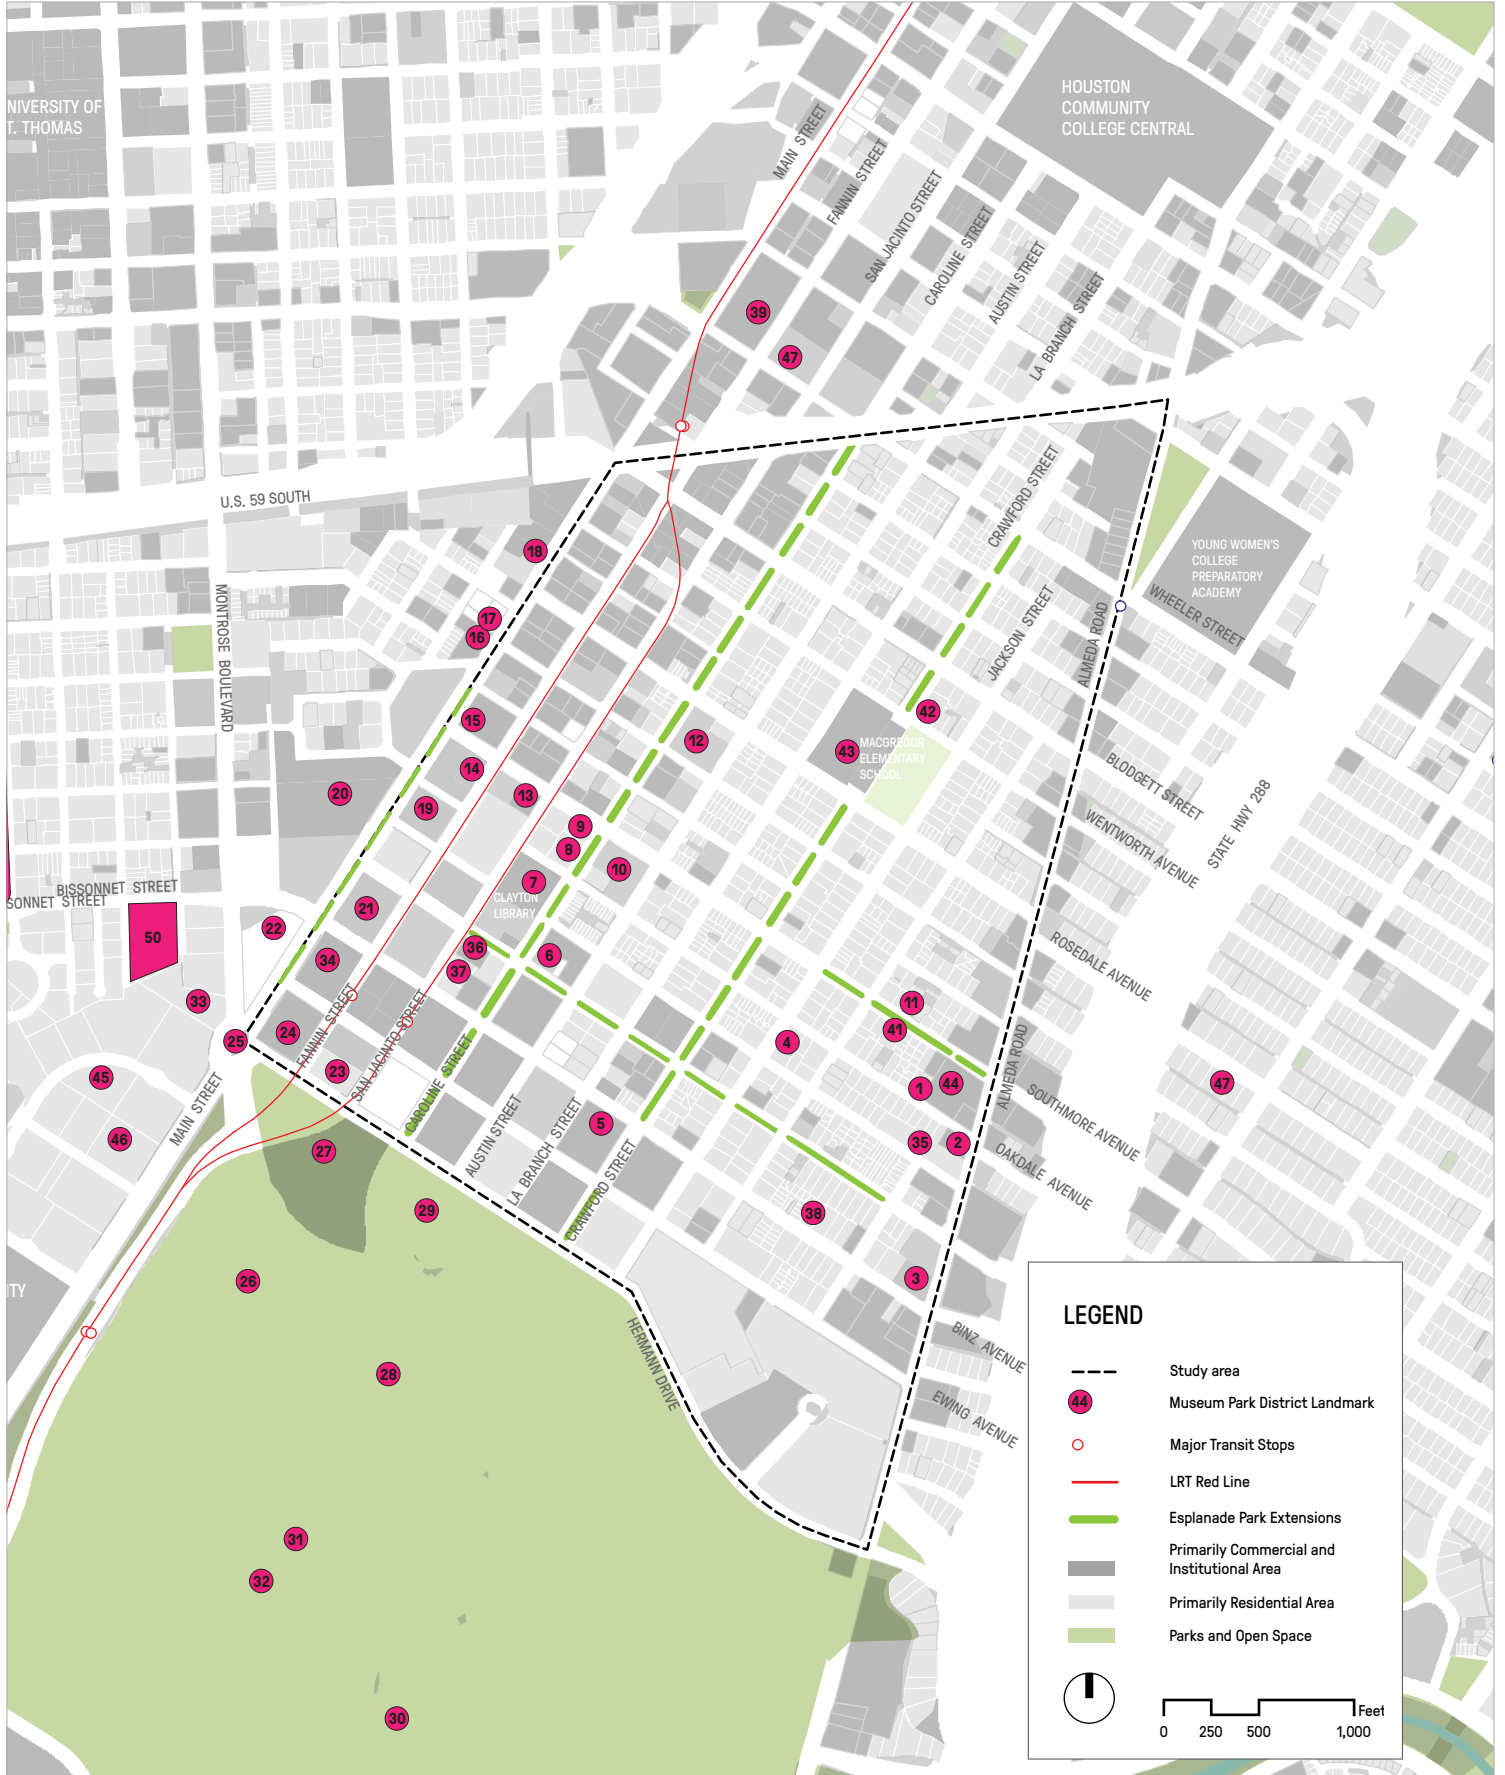 NIVERSITY OF
T. THOMAS
HOUSTON
COMMUNITY
COLLEGE CENTRAL
MAIN STREET
FANNIN STREET
SAN JACINTO STREET
CAROLINE STREET
AUSTIN STREET
LA BRANCH STREET
39
47
U.S. 59 SOUTH
CRAWFORD STREET
18
YOUNG WOMEN'S
COLLEGE
PREPARATORY
ACADEMY
WHEELER STREET
MONTROSE BOULEVARD
17
16
JACKSON STREET
ALMEDA ROAD
15
42
12
43
MACGREGOR
ELEMENTARY
SCHOOL
14
20
19
13
BLODGETT STREET
WENTWORTH AVENUE
STATE HWY 288
9
8
10
7
CLAYTON
LIBRARY
BISSONNET STREET
SONNET STREET
21
22
50
36
6
37
34
ROSEDALE AVENUE
33
11
41
24
25
FANNIN STREET
SAN JACINTO STREET
4
23
45
CAROLINE STREET
1
44
ALMEDA ROAD
47
MAIN STREET
46
AUSTIN STREET
LA BRANCH STREET
5
35
2
SOUTHMORE AVENUE
OAKDALE AVENUE
27
CRAWFORD STREET
29
38
26
3
ITY
HERMANN DRIVE
BINZ AVENUE
28
EWING AVENUE
31
32
30
LEGEND
Study area
44
Museum Park District Landmark
Major Transit Stops
LRT Red Line
Esplanade Park Extensions
Primarily Commercial and
Institutional Area
Primarily Residential Area
Parks and Open Space
Feet
0 250 500 1,000